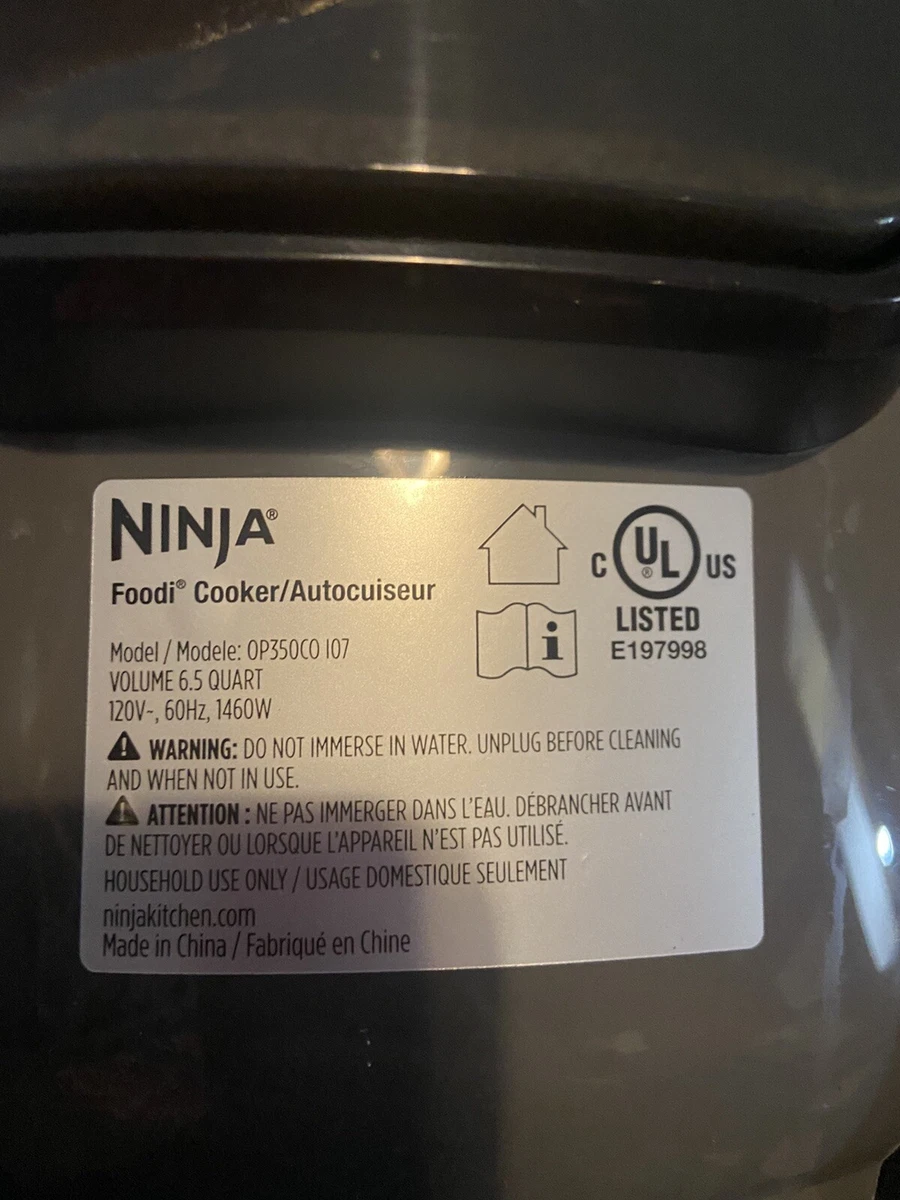 NINJA®
Foodi® Cooker/Autocuiseur
Model / Modele: OP350CO 107
VOLUME 6.5 QUART
120V~, 60Hz, 1460W
C UL® US
LISTED
E197998
i
WARNING: DO NOT IMMERSE IN WATER. UNPLUG BEFORE CLEANING
AND WHEN NOT IN USE.
ATTENTION : NE PAS IMMERGER DANS L'EAU. DÉBRANCHER AVANT
DE NETTOYER OU LORSQUE L'APPAREIL N'EST PAS UTILISÉ.
HOUSEHOLD USE ONLY / USAGE DOMESTIQUE SEULEMENT
ninjakitchen.com
Made in China / Fabriqué en Chine